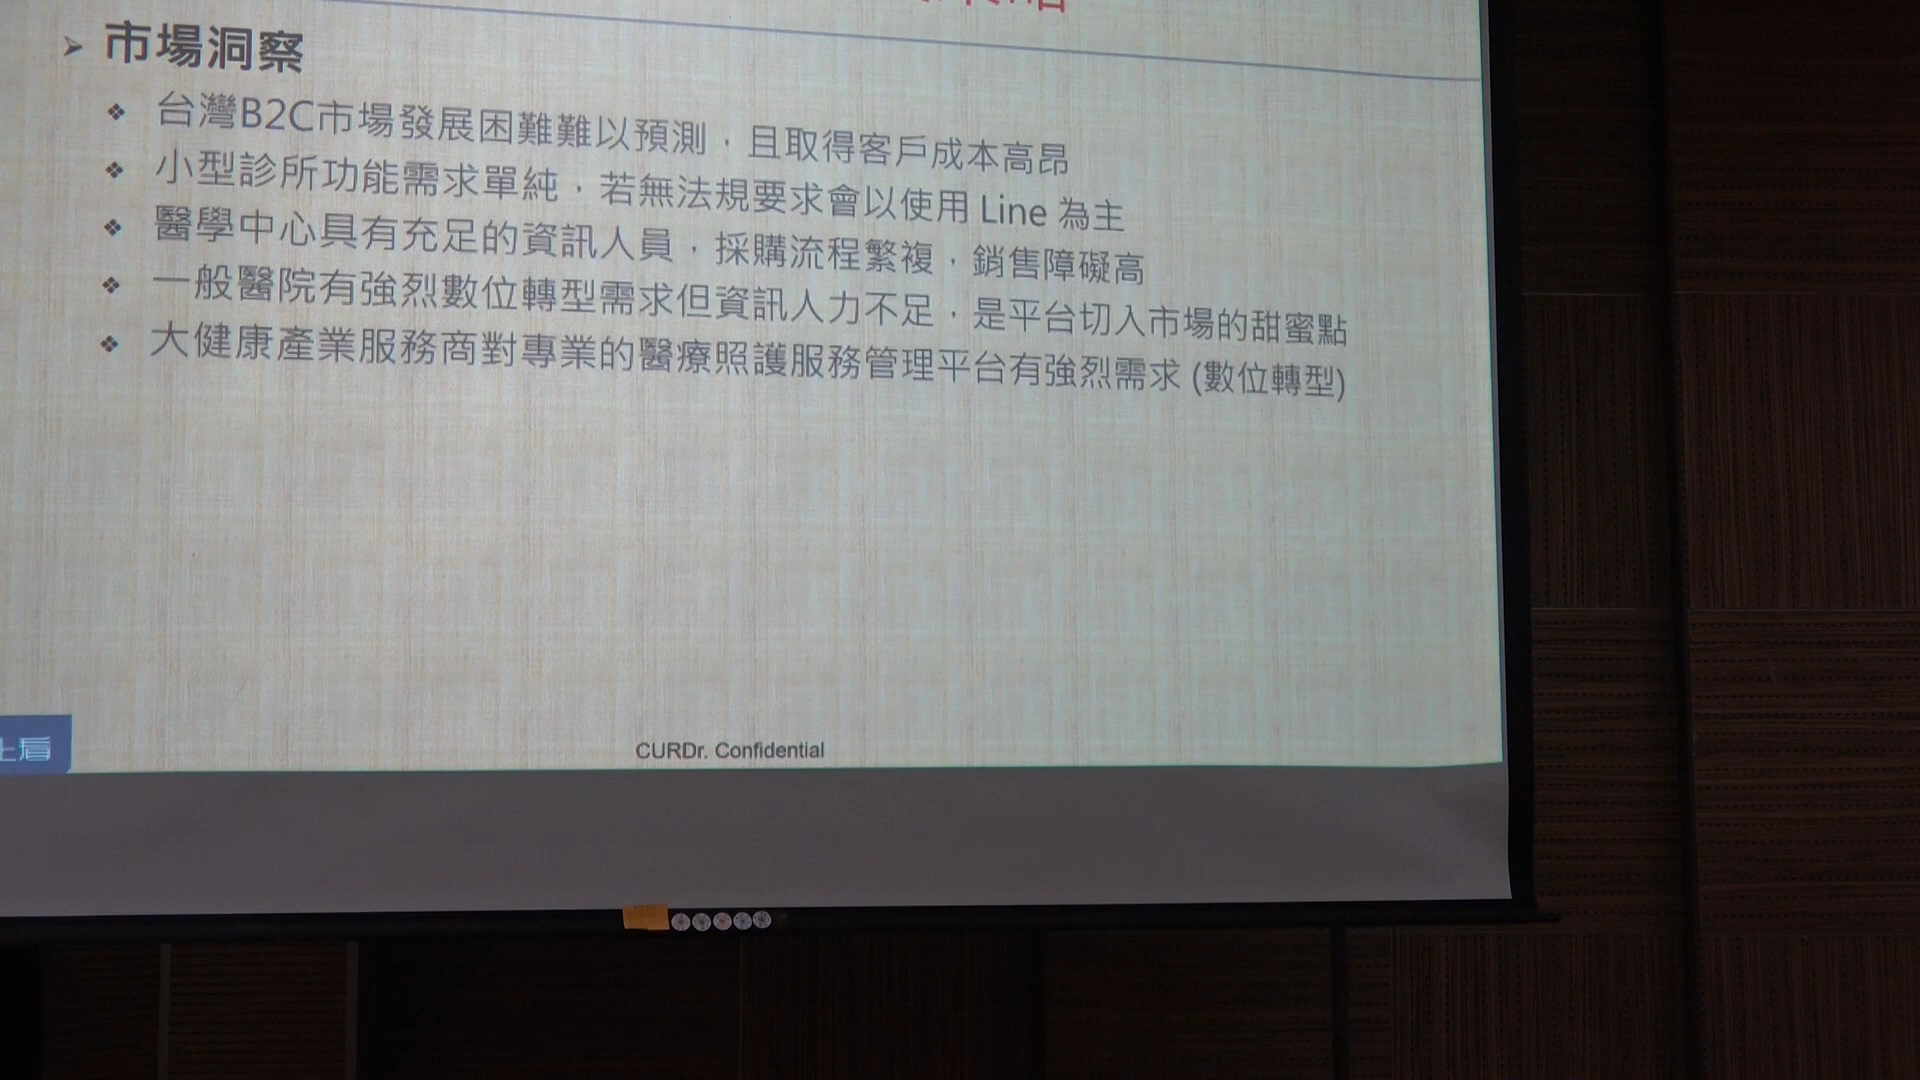 ➢ 市場洞察
❖ 台灣B2C市場發展困難難以預測，且取得客戶成本高昂
❖ 小型診所功能需求單純，若無法規要求會以使用 Line 為主
❖ 醫學中心具有充足的資訊人員，採購流程繁複，銷售障礙高
❖ 一般醫院有強烈數位轉型需求但資訊人力不足，是平台切入市場的甜蜜點
❖ 大健康產業服務商對專業的醫療照護服務管理平台有強烈需求 (數位轉型)
上看
CURDr. Confidential